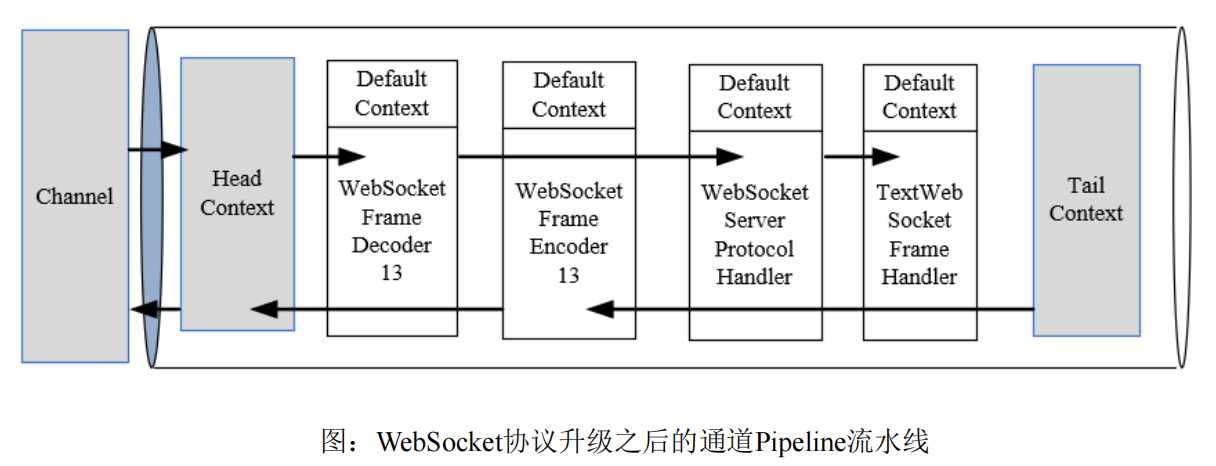 Channel
Head
Context
Default
Context
WebSocket
Frame
Decoder
13
Default
Context
WebSocket
Frame
Encoder
13
Default
Context
WebSocket
Server
Protocol
Handler
Default
Context
TextWeb
Socket
Frame
Handler
Tail
Context
图：WebSocket协议升级之后的通道Pipeline流水线